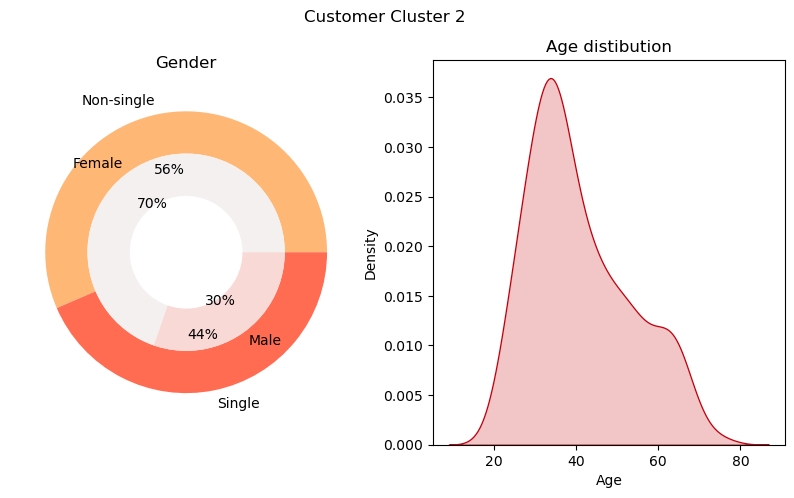 Customer Cluster 2
Gender
Non-single
Female
56%
70%
30%
44%
Male
Single
Age distibution
Density
0.035
0.030
0.025
0.020
0.015
0.010
0.005
0.000
20 40 60 80
Age